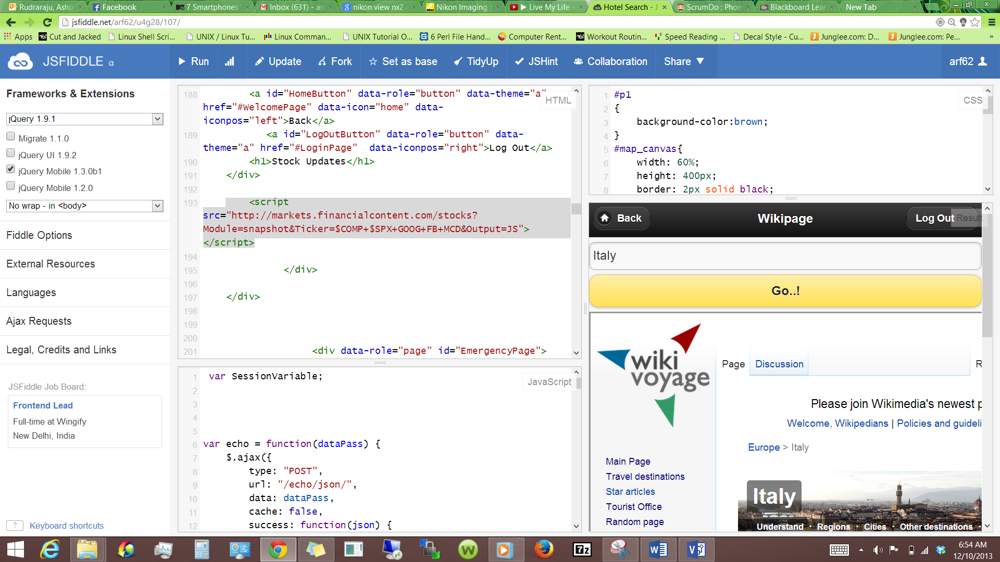 Rudraraju, Asho
Facebook
7 Smartphones
Inbox (631) - as
nikon view nx2
Nikon Imaging |
▶ Live My Life -
Hotel Search - J
ScrumDo : Phoe
Blackboard Lear
New Tab
jsfiddle.net/arf62/u4g28/107/
Apps
Cut and Jacked
Linux Shell Scri...
UNIX / Linux Tu...
Linux Comman...
UNIX Tutorial O...
6 Perl File Hand...
Computer Rent...
Workout Routin...
Speed Reading ...
Decal Style - Cu...
Junglee.com: D...
Junglee.com: Pe...
»
JSFIDDLE α
Run
Update
Fork
Set as base
TidyUp
JSHint
Collaboration
Share
arf62
Frameworks & Extensions
jQuery 1.9.1
Migrate 1.1.0
jQuery UI 1.9.2
jQuery Mobile 1.3.0b1
jQuery Mobile 1.2.0
No wrap - in <body>
Fiddle Options
External Resources
Languages
Ajax Requests
Legal, Credits and Links
JSFiddle Job Board:
Frontend Lead
Full-time at Wingify
New Delhi, India
? Keyboard shortcuts
HTML
188 <a id="HomeButton" data-role="button" data-theme="a"
href="#WelcomePage" data-icon="home" data-
iconpos="left">Back</a>
189 <a id="LogOutButton" data-role="button" data-
theme="a" href="#LoginPage"  data-iconpos="right">Log Out</a>
190 <h1>Stock Updates</h1>
191 </div>
192
193 <script
src="http://markets.financialcontent.com/stocks?
Module=snapshot&Ticker=$COMP+$SPX+GOOG+FB+MCD&Output=JS">
</script>
194
195 </div>
196
197 </div>
198
199
200
201 <div data-role="page" id="EmergencyPage">
JavaScript
1 var SessionVariable;
2
3
4
5
6 var echo = function(dataPass) {
7 $.ajax({
8 type: "POST",
9 url: "/echo/json/",
10 data: dataPass,
11 cache: false,
12 success: function(json) {
CSS
1 #p1
2 {
3 background-color:brown;
4 }
5 #map_canvas{
6 width: 60%;
7 height: 400px;
8 border: 2px solid black;
Back
Wikipage
Log Out
Result
Italy
Go..!
wiki
voyage
Page
Discussion
R
Please join Wikimedia's newest p
Welcome, Wikipedians | Policies and guideli
Europe > Italy
Main Page
Travel destinations
Star articles
Tourist Office
Random page
Italy
Understand · Regions · Cities · Other destinations ·
7z
6:54 AM
12/10/2013